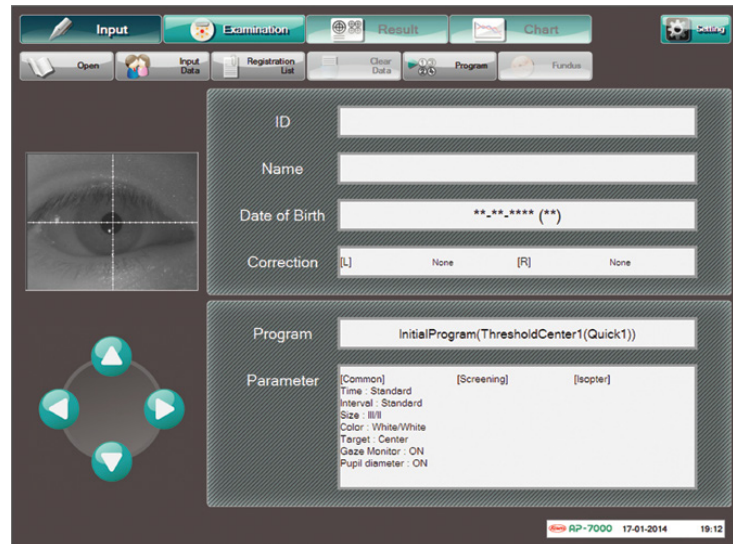 Input Examination Result Chart Setting
Open Input Data Registration List Clear Data Program Fundus
ID
Name
Date of Birth **-**-**** (**)
Correction [L] None [R] None
Program InitialProgram(ThresholdCenter1(Quick1))
Parameter [Common] [Screening] [Isopter]
Time : Standard
Interval : Standard
Size : III/II
Color : White/White
Target : Center
Gaze Monitor : ON
Pupil diameter : ON
AP-7000 17-01-2014 19:12